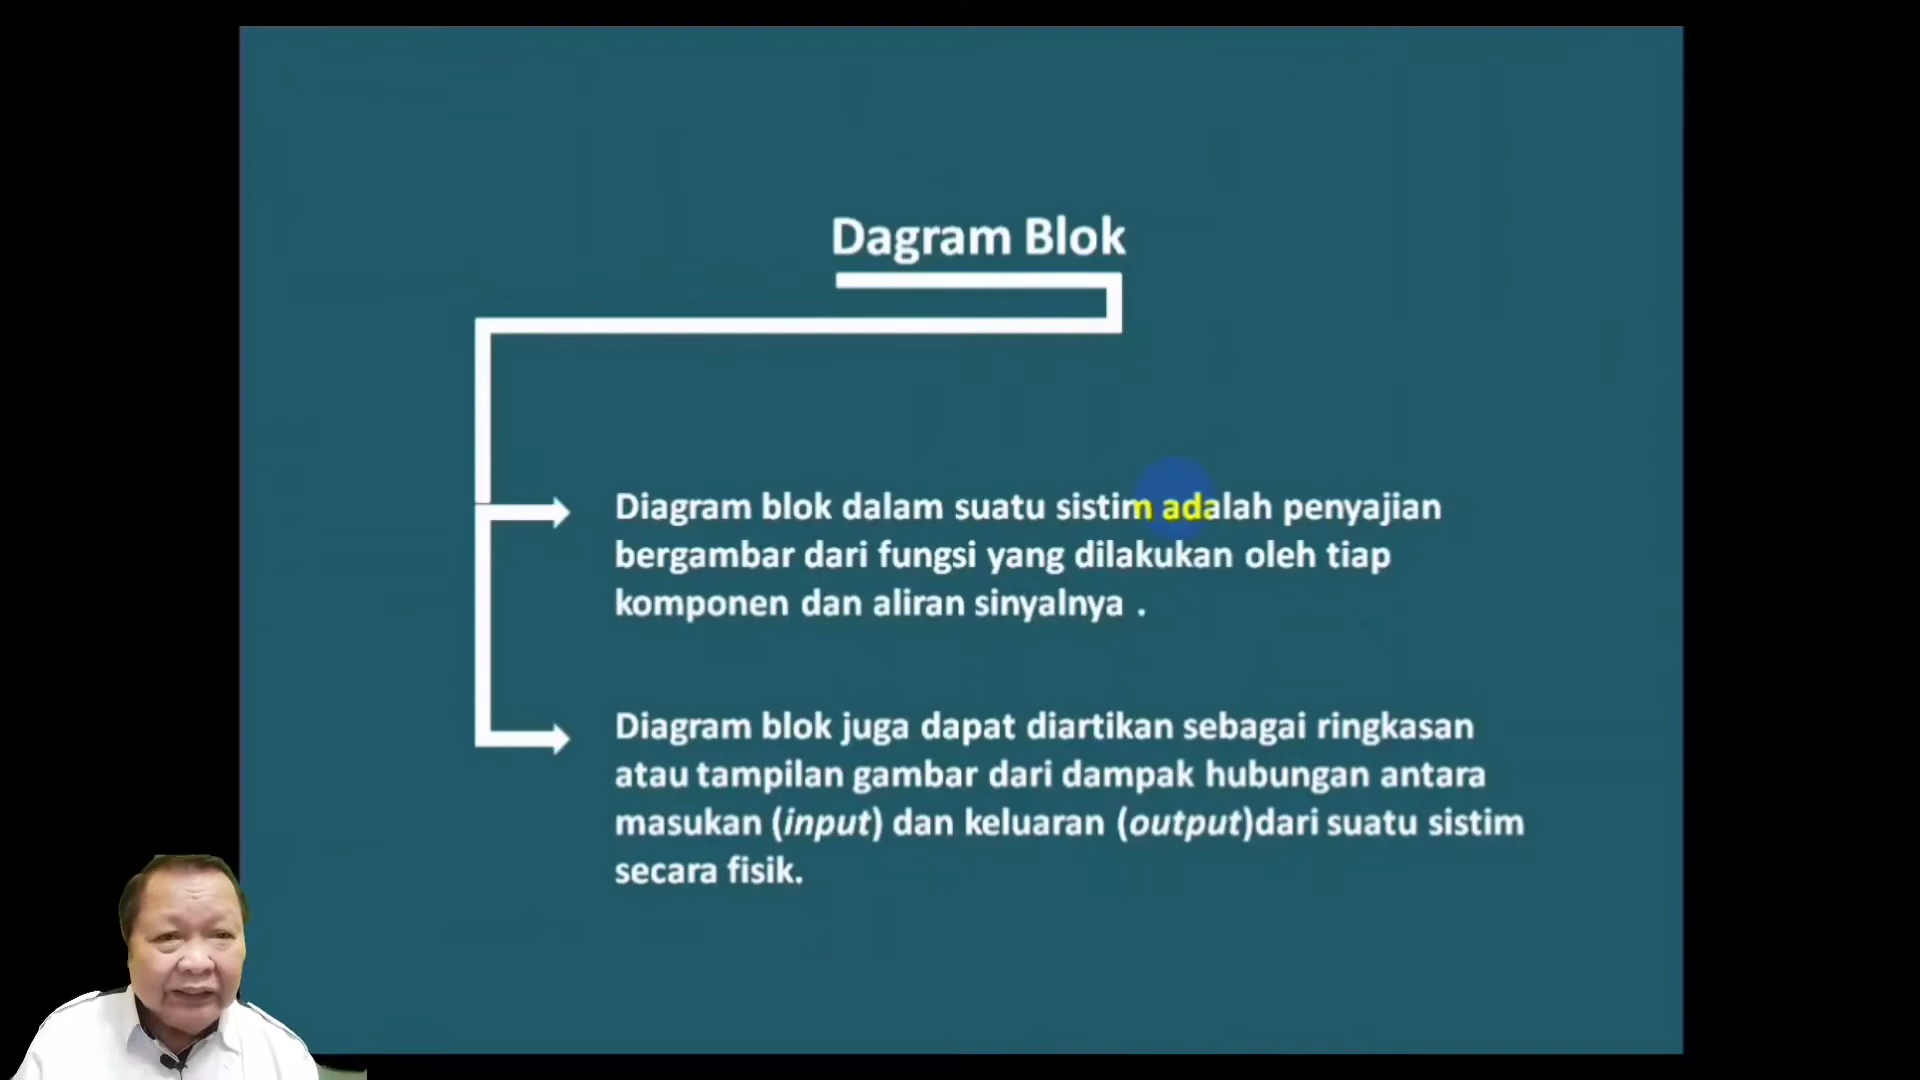 Dagram Blok
Diagram blok dalam suatu sistim adalah penyajian
bergambar dari fungsi yang dilakukan oleh tiap
komponen dan aliran sinyalnya .
Diagram blok juga dapat diartikan sebagai ringkasan
atau tampilan gambar dari dampak hubungan antara
masukan (input) dan keluaran (output)dari suatu sistim
secara fisik.